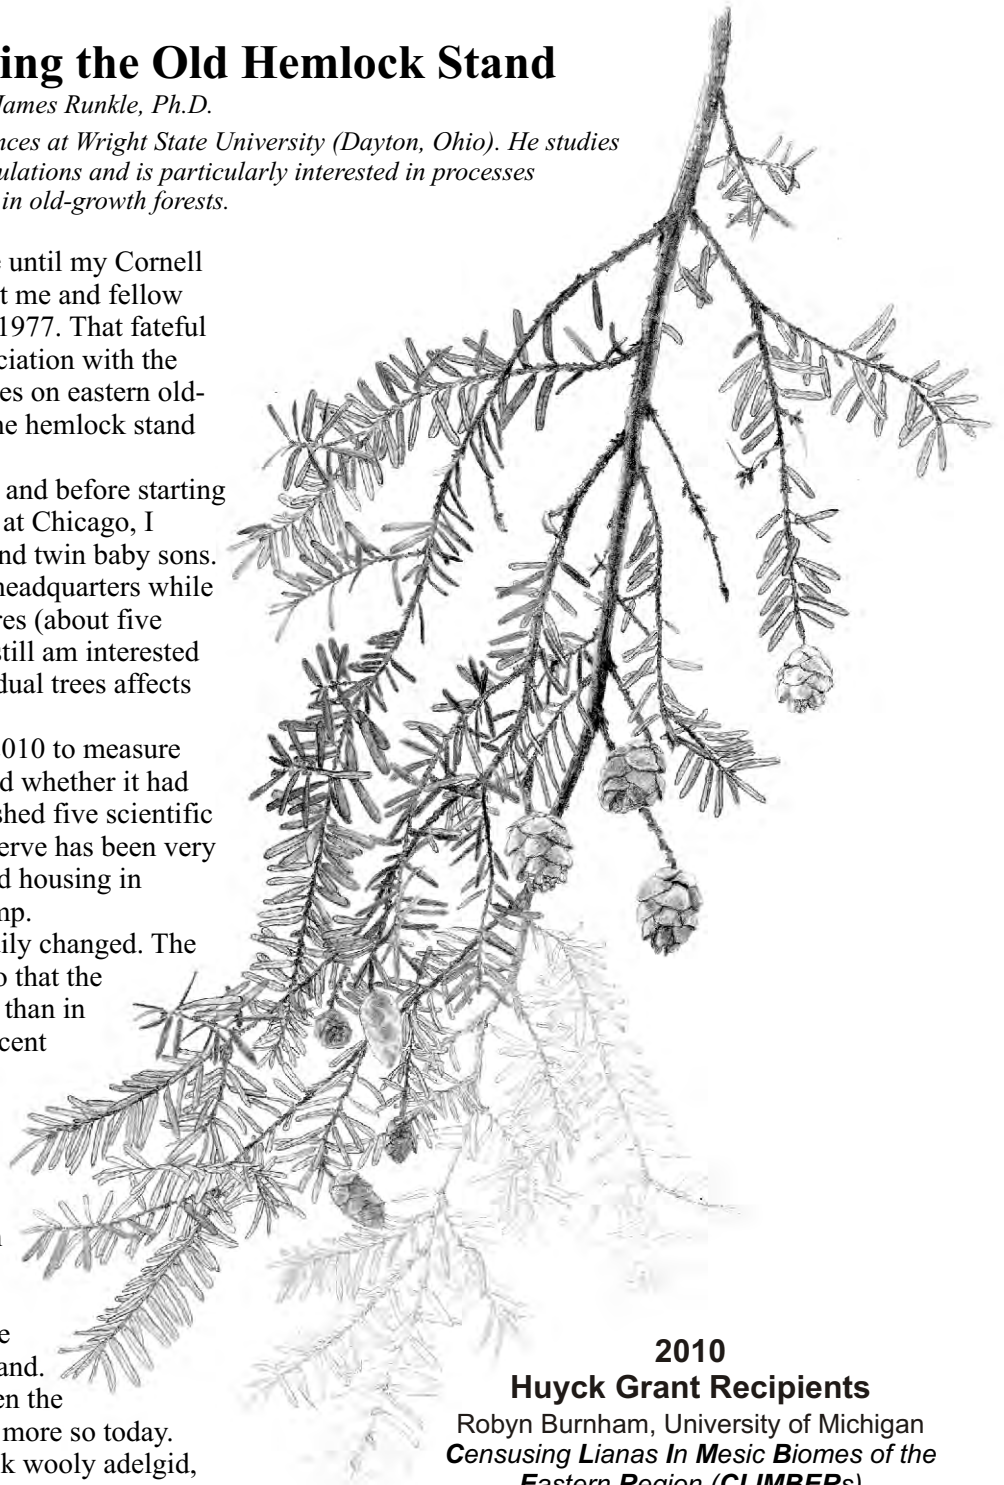 ing the Old Hemlock Stand
James Runkle, Ph.D.
nces at Wright State University (Dayton, Ohio). He studies
ulations and is particularly interested in processes
in old-growth forests.
until my Cornell
t me and fellow
1977. That fateful
ciation with the
es on eastern old-
he hemlock stand
and before starting
at Chicago, I
nd twin baby sons.
headquarters while
res (about five
still am interested
dual trees affects
010 to measure
d whether it had
shed five scientific
erve has been very
d housing in
mp.
ily changed. The
o that the
than in
cent
e
and.
en the
more so today.
k wooly adelgid,
2010
Huyck Grant Recipients
Robyn Burnham, University of Michigan
Censusing Lianas In Mesic Biomes of the
Eastern Region (CLIMBERs)